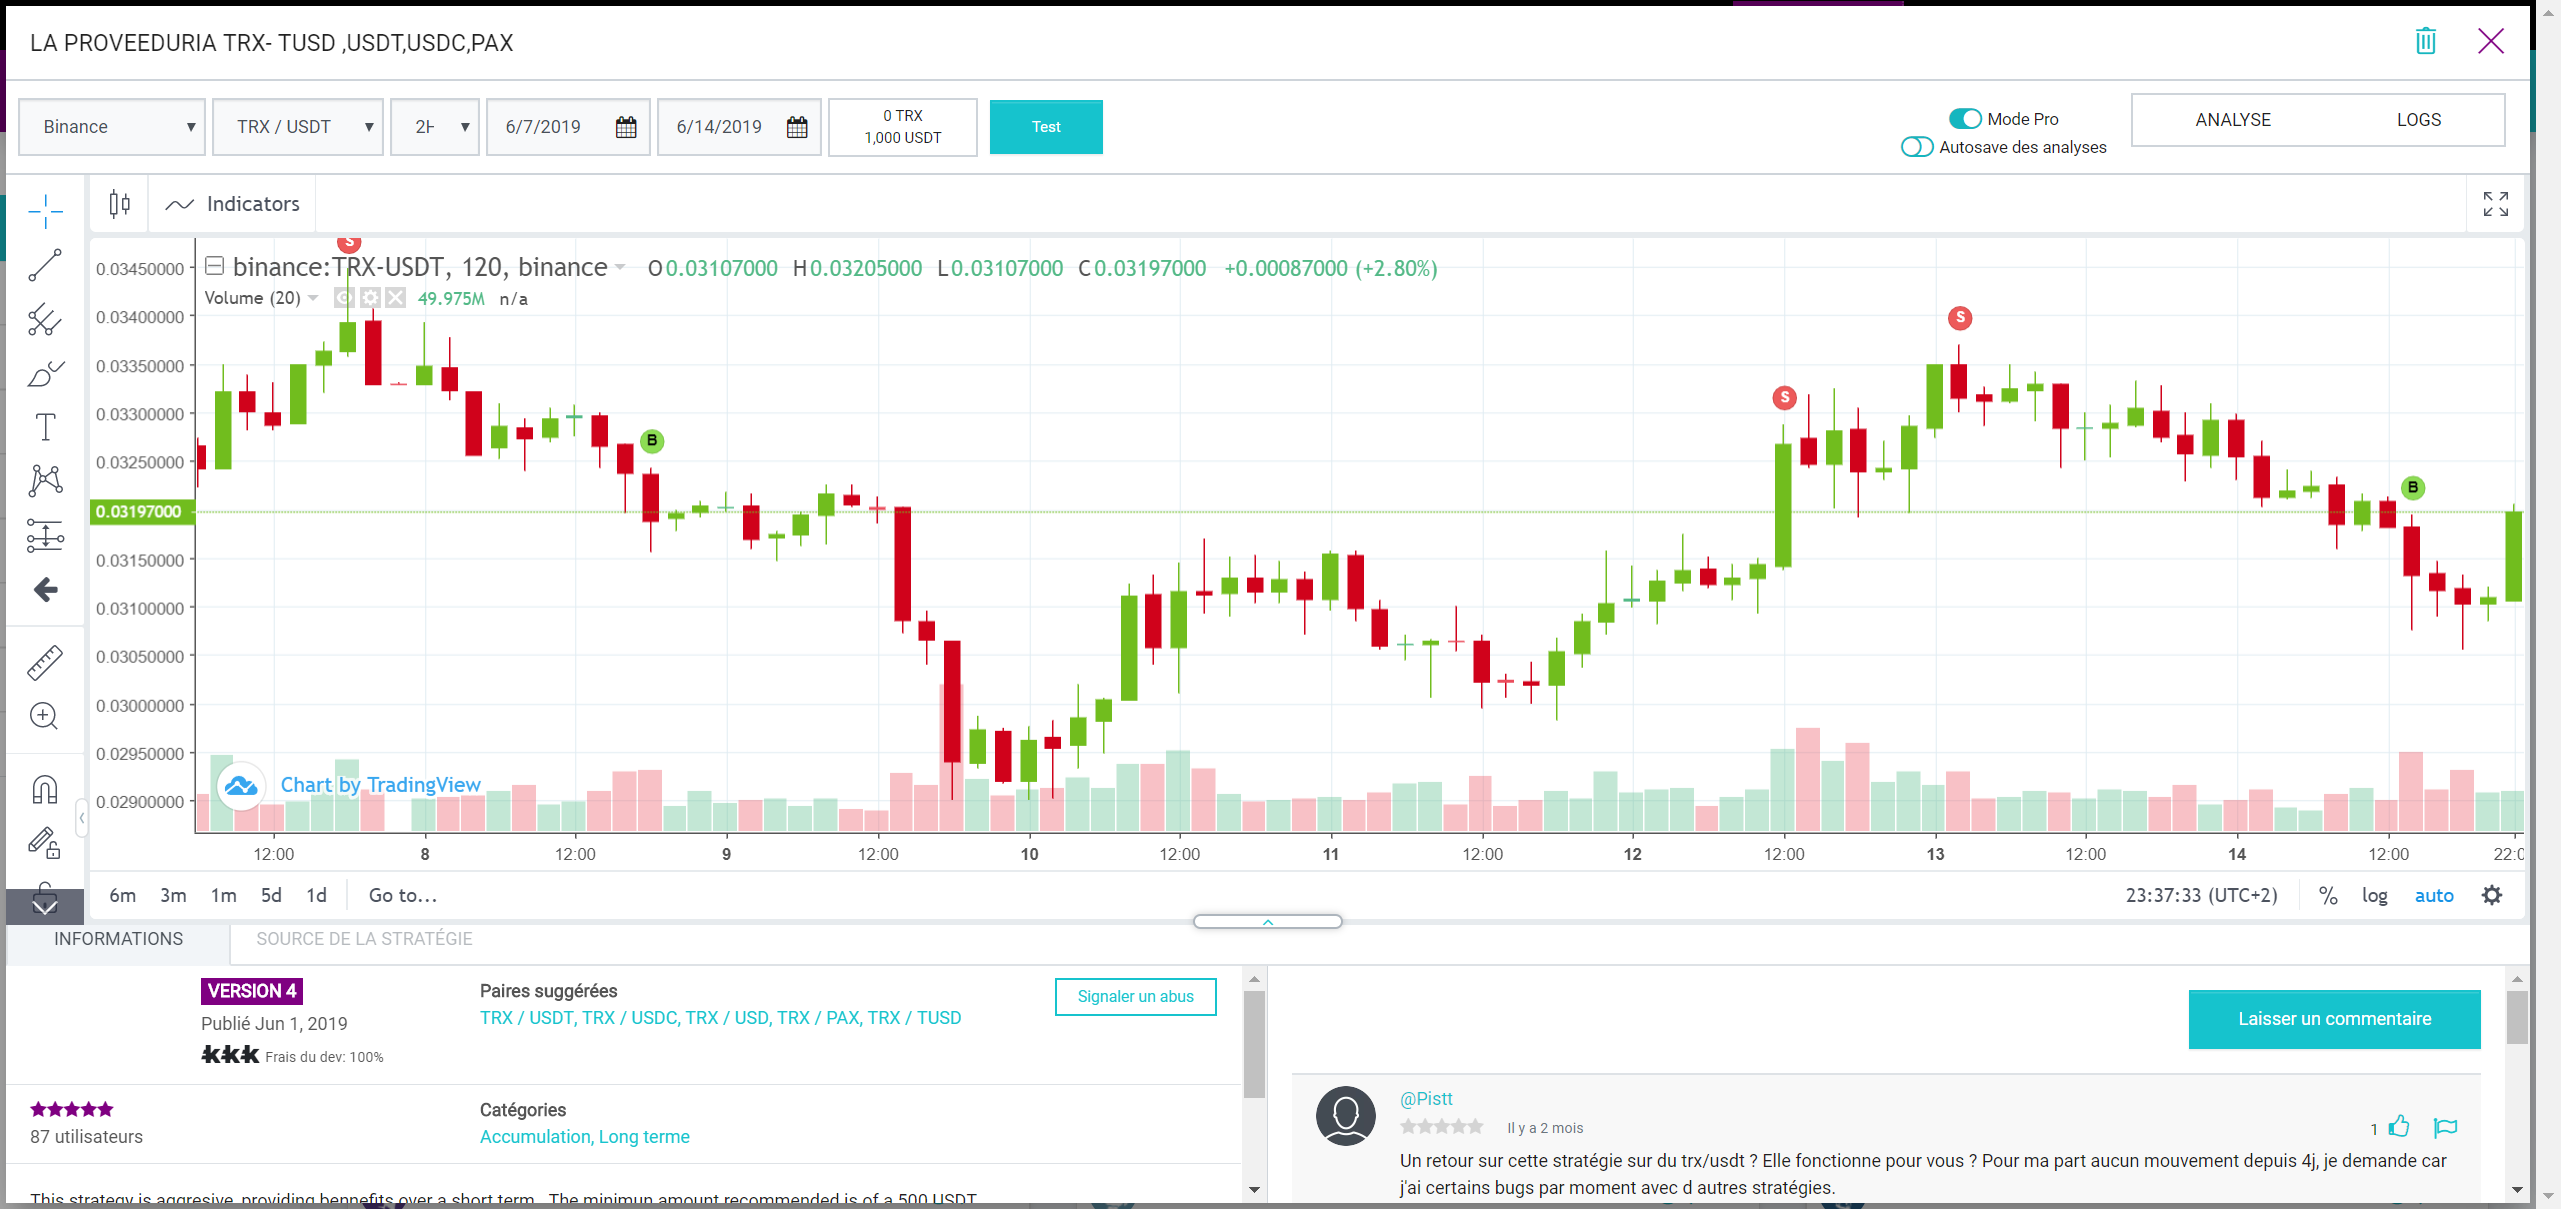 LA PROVEEDURIA TRX- TUSD ,USDT,USDC,PAX
Binance
TRX / USDT
6/7/2019
6/14/2019
0 TRX
1,000 USDT
Test
Mode Pro
Autosave des analyses
ANALYSE
LOGS
Indicators
S
binance:TRX-USDT, 120, binance
O0.03107000 H0.03205000 L0.03107000 C0.03197000 +0.00087000 (+2.80%)
Volume (20)
49.975M n/a
0.03450000
0.03400000
0.03350000
0.03300000
0.03250000
0.03197000
0.03150000
0.03100000
0.03050000
0.03000000
0.02950000
0.02900000
B
S
S
B
Chart by TradingView
12:00 8 12:00 9 12:00 10 12:00 11 12:00 12 12:00 13 12:00 14 12:00
6m 3m 1m 5d 1d Go to...
23:37:33 (UTC+2) % log auto
INFORMATIONS
SOURCE DE LA STRATÉGIE
VERSION 4
Publié Jun 1, 2019
Frais du dev: 100%
Paires suggérées
TRX / USDT, TRX / USDC, TRX / USD, TRX / PAX, TRX / TUSD
Signaler un abus
87 utilisateurs
Catégories
Accumulation, Long terme
This strategy is aggresive, providing bennefits over a short term. The minimun amount recommended is of a 500 USDT
Laisser un commentaire
@Pistt
Il y a 2 mois
1
Un retour sur cette stratégie sur du trx/usdt ? Elle fonctionne pour vous ? Pour ma part aucun mouvement depuis 4j, je demande car
j'ai certains bugs par moment avec d autres stratégies.